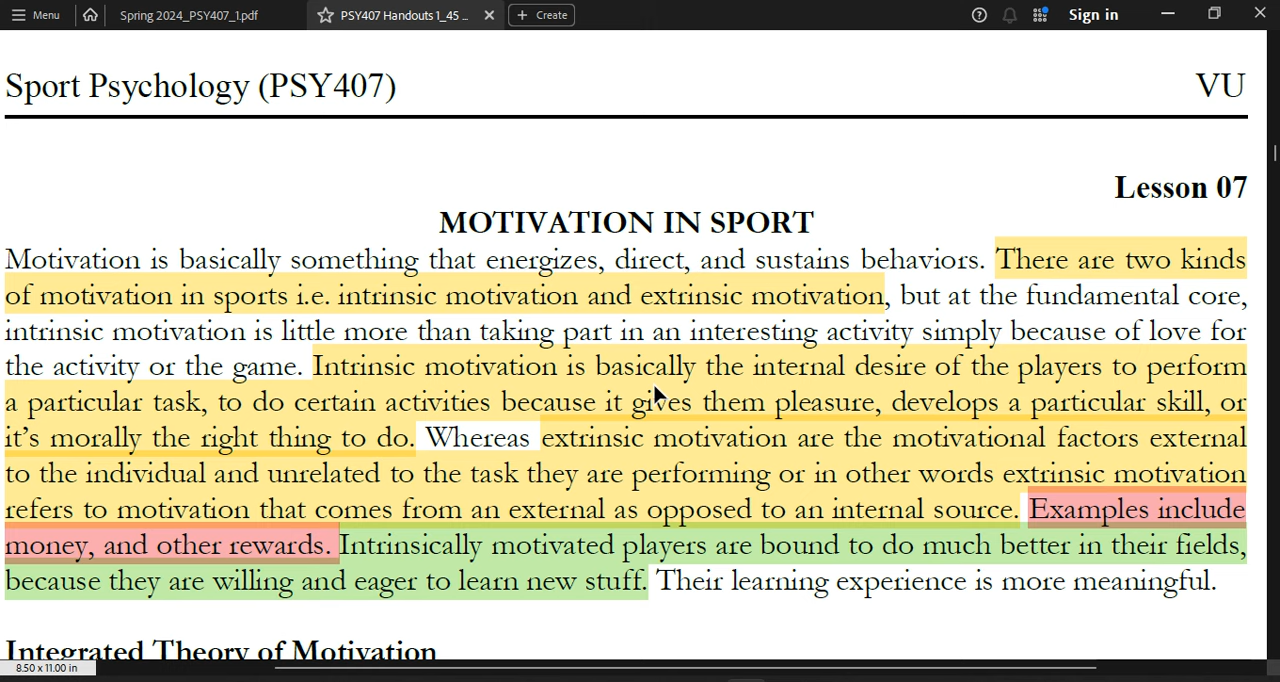 Menu
Spring 2024_PSY407_1.pdf
PSY407 Handouts 1_45 ...
Create
Sign in
Sport Psychology (PSY407) VU
Lesson 07
MOTIVATION IN SPORT
Motivation is basically something that energizes, direct, and sustains behaviors. There are two kinds
of motivation in sports i.e. intrinsic motivation and extrinsic motivation, but at the fundamental core,
intrinsic motivation is little more than taking part in an interesting activity simply because of love for
the activity or the game. Intrinsic motivation is basically the internal desire of the players to perform
a particular task, to do certain activities because it gives them pleasure, develops a particular skill, or
it's morally the right thing to do. Whereas extrinsic motivation are the motivational factors external
to the individual and unrelated to the task they are performing or in other words extrinsic motivation
refers to motivation that comes from an external as opposed to an internal source. Examples include
money, and other rewards. Intrinsically motivated players are bound to do much better in their fields,
because they are willing and eager to learn new stuff. Their learning experience is more meaningful.
Integrated Theory of Motivation
8.50 x 11.00 in